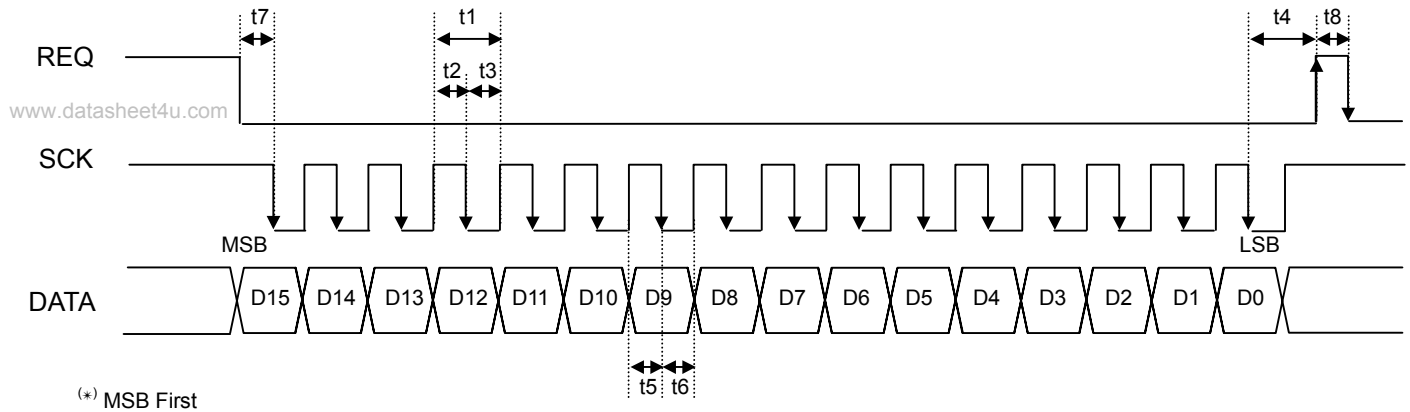 t7 t1 t4 t8
REQ
t2 t3
www.datasheet4u.com
SCK
MSB LSB
DATA D15 D14 D13 D12 D11 D10 D9 D8 D7 D6 D5 D4 D3 D2 D1 D0
t5 t6
(*) MSB First